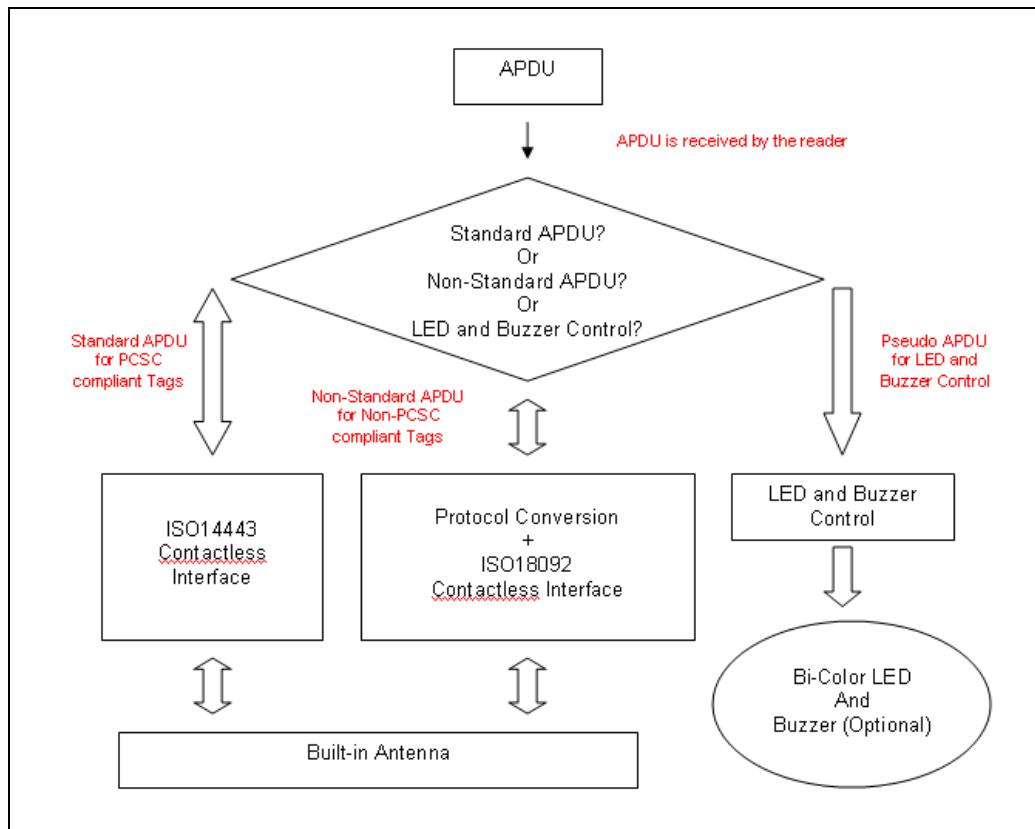 APDU
APDU is received by the reader
Standard APDU?
Or
Non-Standard APDU?
Or
LED and Buzzer Control?
Standard APDU
for PCSC
compliant Tags
Non-Standard APDU
for Non-PCSC
compliant Tags
Pseudo APDU
for LED and
Buzzer Control
ISO14443
Contactless
Interface
Protocol Conversion
+
ISO18092
Contactless Interface
LED and Buzzer
Control
Bi-Color LED
And
Buzzer (Optional)
Built-in Antenna